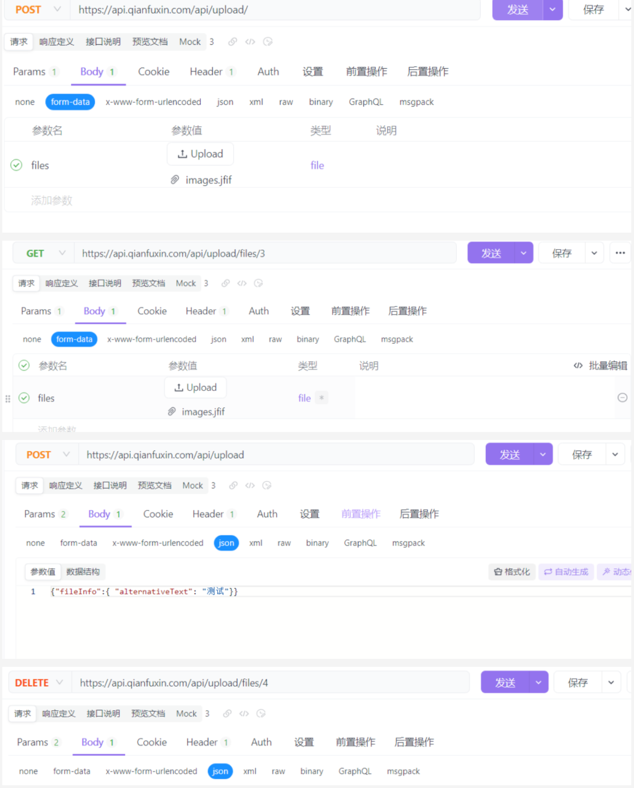 POST https://api.qianfuxin.com/api/upload/ 发送 保存
请求 响应定义 接口说明 预览文档 Mock 3
Params 1 Body 1 Cookie Header 1 Auth 设置 前置操作 后置操作
none form-data x-www-form-urlencoded json xml raw binary GraphQL msgpack
参数名 参数值 类型 说明
Upload
files file
images.jfif
添加参数
GET https://api.qianfuxin.com/api/upload/files/3 发送 保存
请求 响应定义 接口说明 预览文档 Mock 3
Params 1 Body 1 Cookie Header 1 Auth 设置 前置操作 后置操作
none form-data x-www-form-urlencoded json xml raw binary GraphQL msgpack
参数名 参数值 类型 说明 批量编辑
Upload
files file
images.jfif
添加参数
POST https://api.qianfuxin.com/api/upload 发送 保存
请求 响应定义 接口说明 预览文档 Mock 3
Params 2 Body 1 Cookie Header 1 Auth 设置 前置操作 后置操作
none form-data x-www-form-urlencoded json xml raw binary GraphQL msgpack
参数值 数据结构 格式化 自动生成 动态
1 {"fileInfo":{ "alternativeText": "测试"}}
DELETE https://api.qianfuxin.com/api/upload/files/4 发送 保存
请求 响应定义 接口说明 预览文档 Mock 3
Params 2 Body 1 Cookie Header 1 Auth 设置 前置操作 后置操作
none form-data x-www-form-urlencoded json xml raw binary GraphQL msgpack